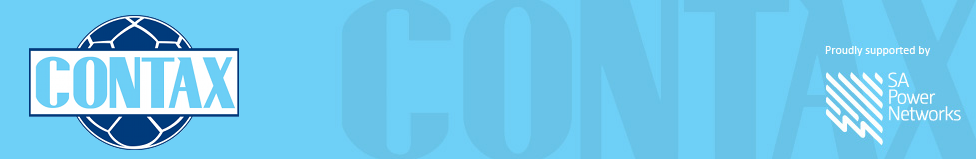 CONTAX
CONTAX
Proudly supported by
SA
Power
Networks